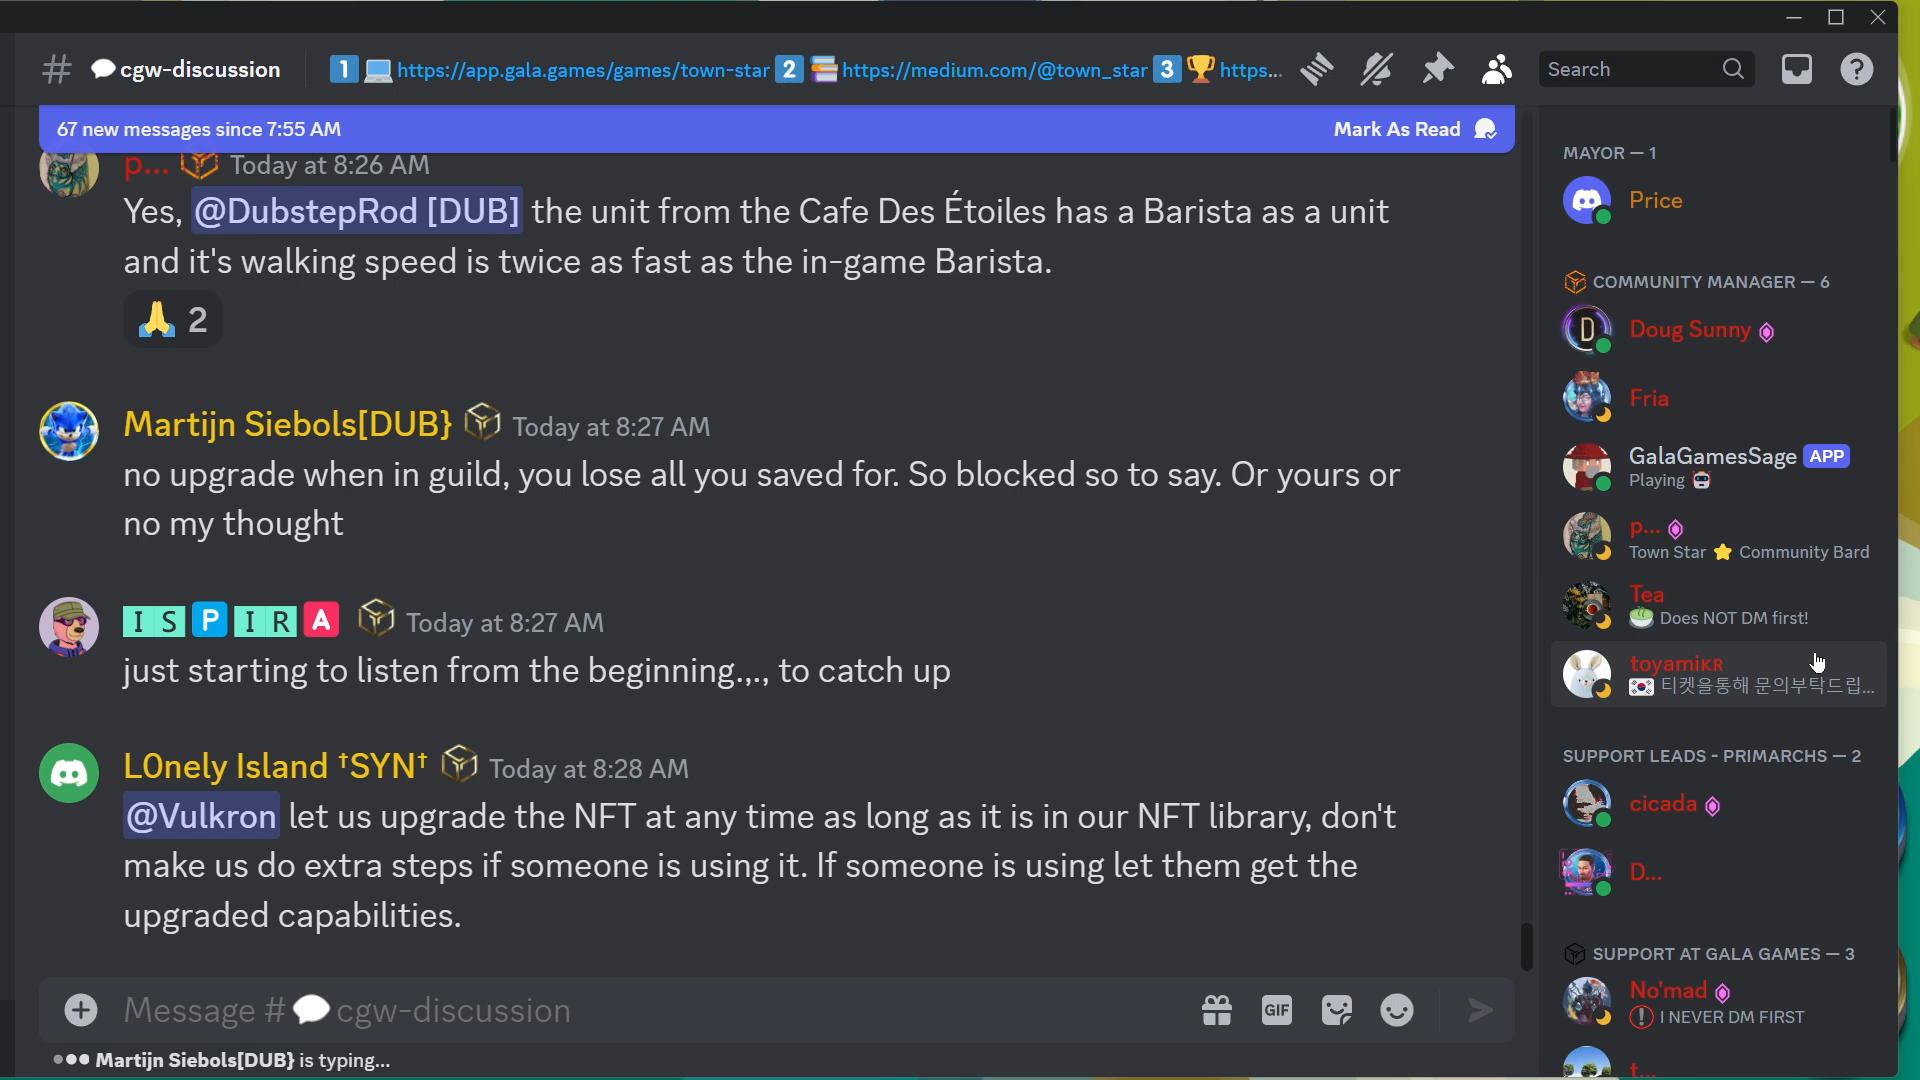 cgw-discussion
1 https://app.gala.games/games/town-star 2 https://medium.com/@town_star 3 https...
Search
67 new messages since 7:55 AM
Mark As Read
p... Today at 8:26 AM
Yes, @DubstepRod [DUB] the unit from the Cafe Des Étoiles has a Barista as a unit
and it's walking speed is twice as fast as the in-game Barista.
2
Martijn Siebols[DUB} Today at 8:27 AM
no upgrade when in guild, you lose all you saved for. So blocked so to say. Or yours or
no my thought
I S P I R A Today at 8:27 AM
just starting to listen from the beginning.,., to catch up
L0nely Island †SYN† Today at 8:28 AM
@Vulkron let us upgrade the NFT at any time as long as it is in our NFT library, don't
make us do extra steps if someone is using it. If someone is using let them get the
upgraded capabilities.
Message # cgw-discussion
GIF
Martijn Siebols[DUB} is typing...
MAYOR — 1
Price
COMMUNITY MANAGER — 6
D
Doug Sunny
Fria
GalaGamesSage APP
Playing
p...
Town Star ⭐ Community Bard
Tea
Does NOT DM first!
toyamiKR
티켓을통해 문의부탁드립...
SUPPORT LEADS - PRIMARCHS — 2
cicada
D...
SUPPORT AT GALA GAMES — 3
No'mad
I NEVER DM FIRST
t...